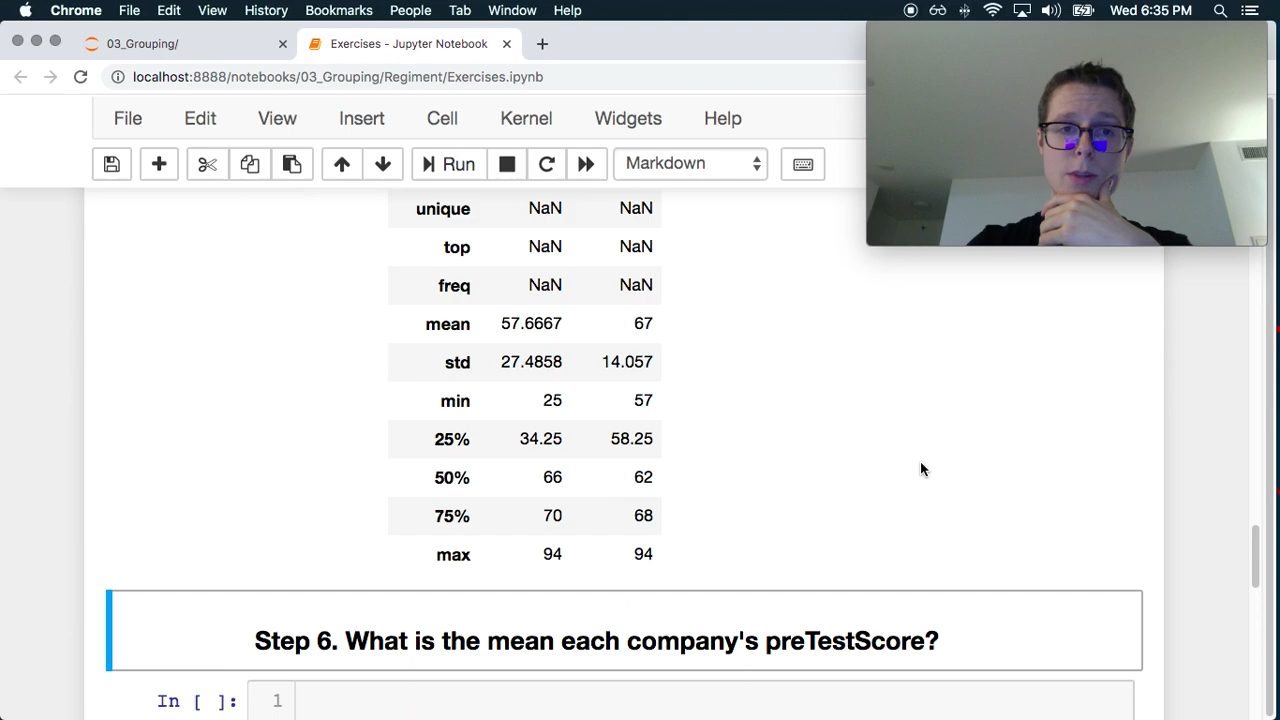 Chrome File Edit View History Bookmarks People Tab Window Help Wed 6:35 PM
03_Grouping/ Exercises - Jupyter Notebook
localhost:8888/notebooks/03_Grouping/Regiment/Exercises.ipynb
File Edit View Insert Cell Kernel Widgets Help
Run Markdown
unique NaN NaN
top NaN NaN
freq NaN NaN
mean 57.6667 67
std 27.4858 14.057
min 25 57
25% 34.25 58.25
50% 66 62
75% 70 68
max 94 94
Step 6. What is the mean each company's preTestScore?
In [ ]: 1